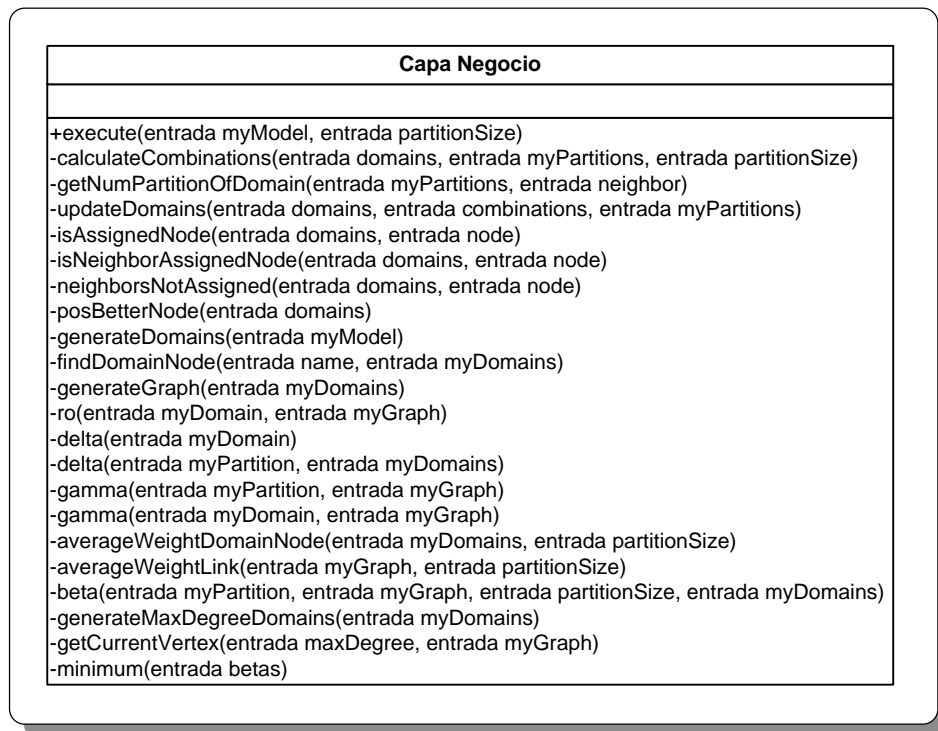 Capa Negocio
+execute(entrada myModel, entrada partitionSize)
-calculateCombinations(entrada domains, entrada myPartitions, entrada partitionSize)
-getNumPartitionOfDomain(entrada myPartitions, entrada neighbor)
-updateDomains(entrada domains, entrada combinations, entrada myPartitions)
-isAssignedNode(entrada domains, entrada node)
-isNeighborAssignedNode(entrada domains, entrada node)
-neighborsNotAssigned(entrada domains, entrada node)
-posBetterNode(entrada domains)
-generateDomains(entrada myModel)
-findDomainNode(entrada name, entrada myDomains)
-generateGraph(entrada myDomains)
-ro(entrada myDomain, entrada myGraph)
-delta(entrada myDomain)
-delta(entrada myPartition, entrada myDomains)
-gamma(entrada myPartition, entrada myGraph)
-gamma(entrada myDomain, entrada myGraph)
-averageWeightDomainNode(entrada myDomains, entrada partitionSize)
-averageWeightLink(entrada myGraph, entrada partitionSize)
-beta(entrada myPartition, entrada myGraph, entrada partitionSize, entrada myDomains)
-generateMaxDegreeDomains(entrada myDomains)
-getCurrentVertex(entrada maxDegree, entrada myGraph)
-minimum(entrada betas)